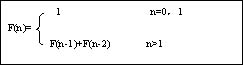 1 n=0，1
F(n)=
F(n-1)+F(n-2) n>1